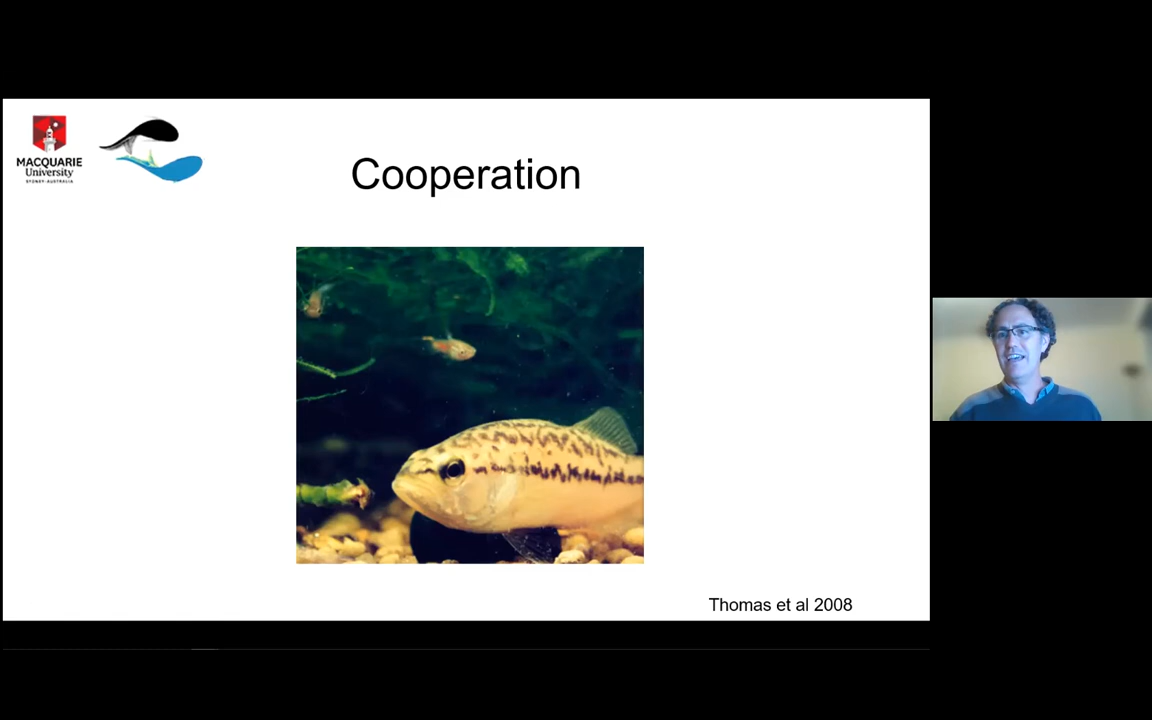 MACQUARIE
University
SYDNEY·AUSTRALIA
Cooperation
Thomas et al 2008